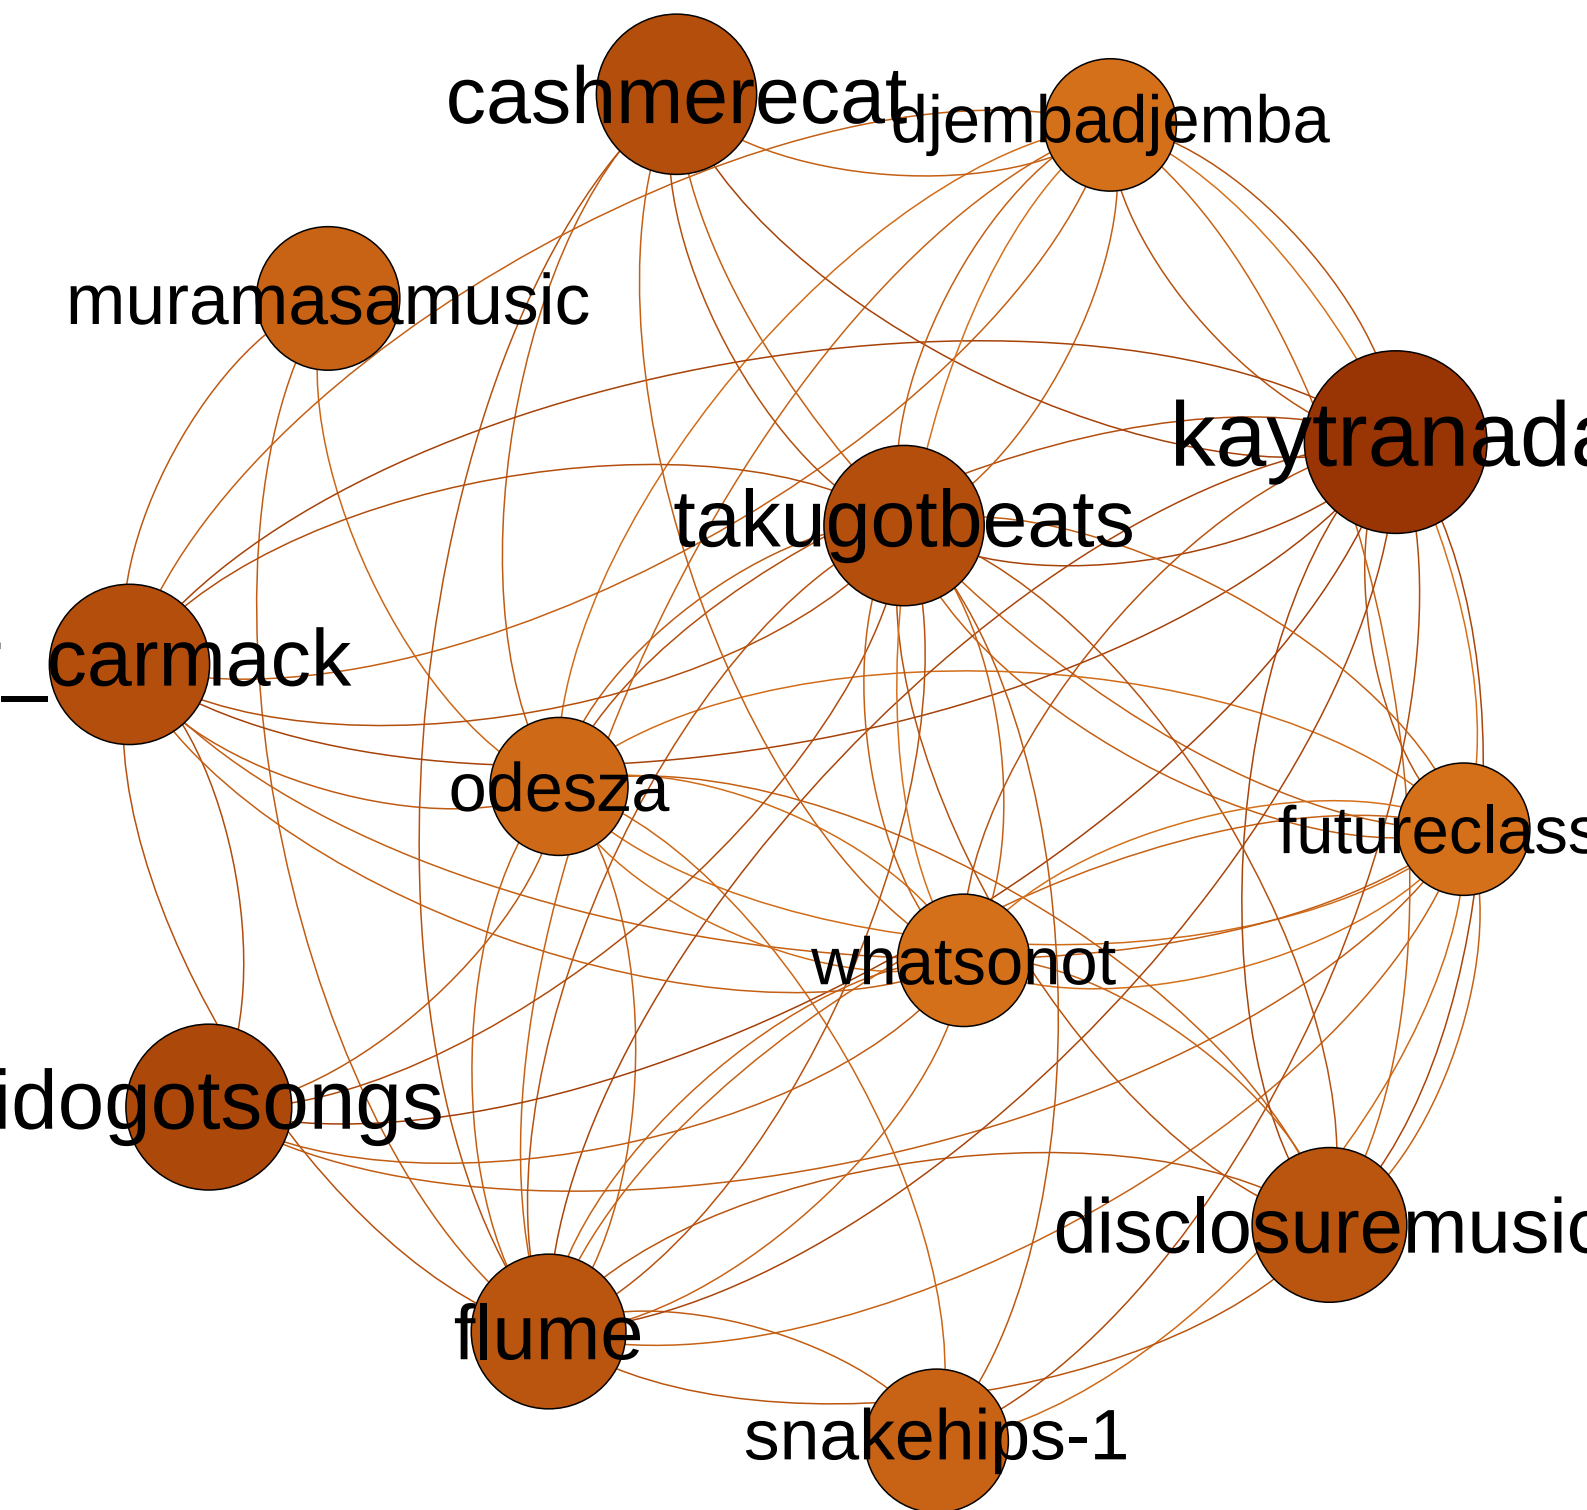 cashmerecat
djembadjemba
muramasamusic
kaytranada
takugotbeats
_carmack
odesza
futureclass
whatsonot
idogotsongs
disclosuremusic
flume
snakehips-1